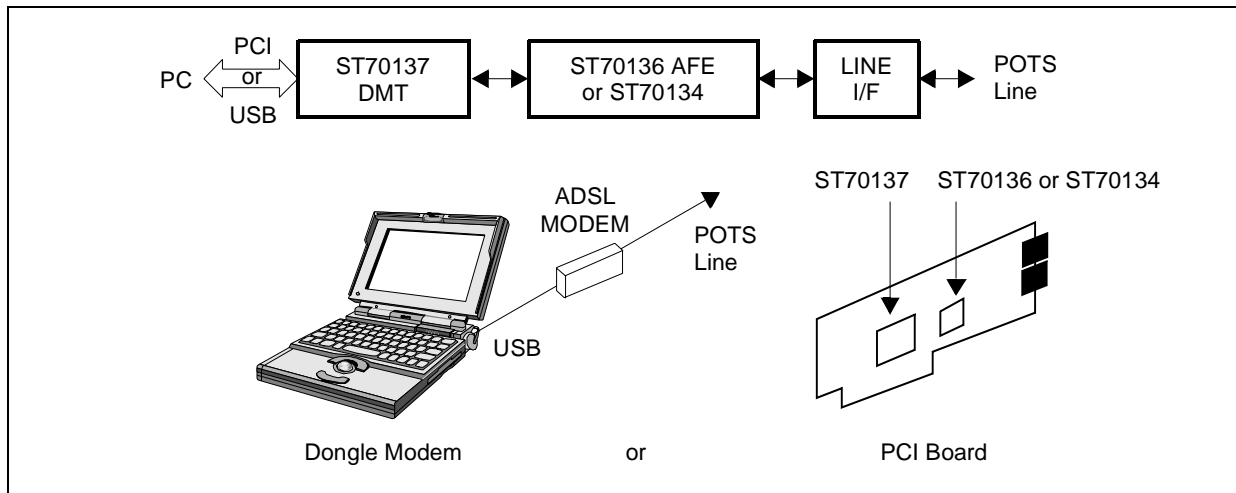 PC
PCI
or
USB
ST70137
DMT
ST70136 AFE
or ST70134
LINE
I/F
POTS
Line
ADSL
MODEM
POTS
Line
USB
ST70137
ST70136 or ST70134
Dongle Modem
or
PCI Board